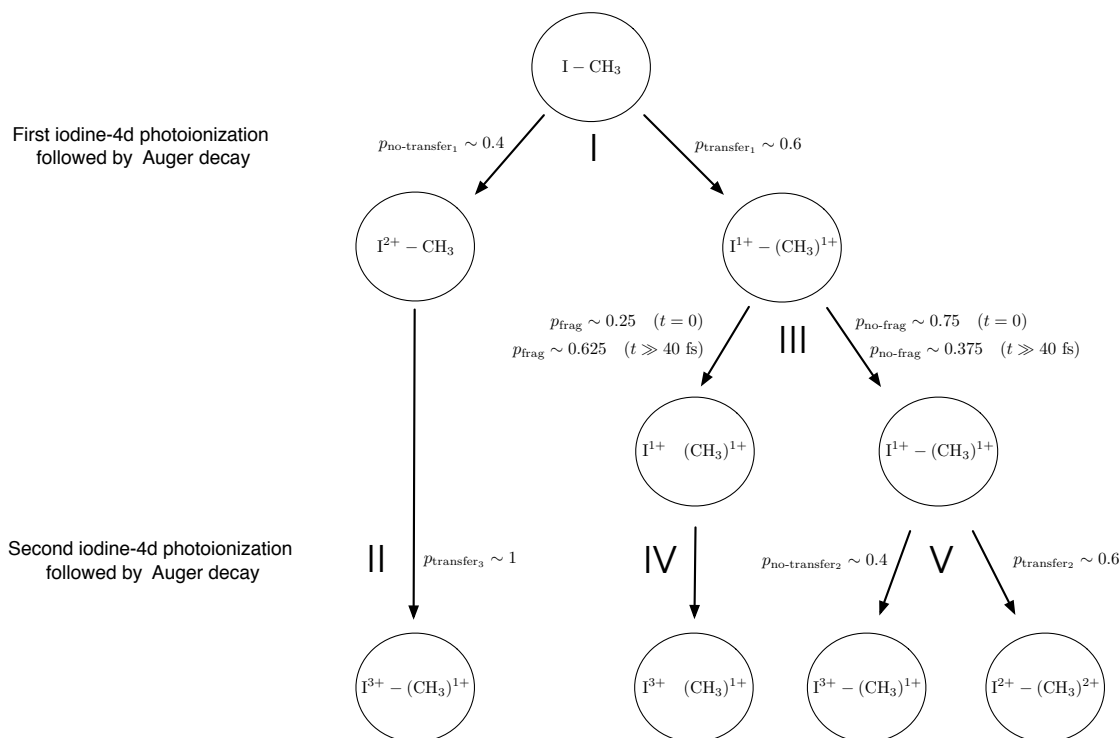 I – CH₃
First iodine-4d photoionization
followed by Auger decay
p_no-transfer₁ ∼ 0.4
I
p_transfer₁ ∼ 0.6
I²⁺ – CH₃
I¹⁺ – (CH₃)¹⁺
p_frag ∼ 0.25 (t = 0)
p_frag ∼ 0.625 (t ≫ 40 fs)
III
p_no-frag ∼ 0.75 (t = 0)
p_no-frag ∼ 0.375 (t ≫ 40 fs)
I¹⁺ (CH₃)¹⁺
I¹⁺ – (CH₃)¹⁺
Second iodine-4d photoionization
followed by Auger decay
II
p_transfer₃ ∼ 1
IV
p_no-transfer₂ ∼ 0.4
V
p_transfer₂ ∼ 0.6
I³⁺ – (CH₃)¹⁺
I³⁺ (CH₃)¹⁺
I³⁺ – (CH₃)¹⁺
I²⁺ – (CH₃)²⁺